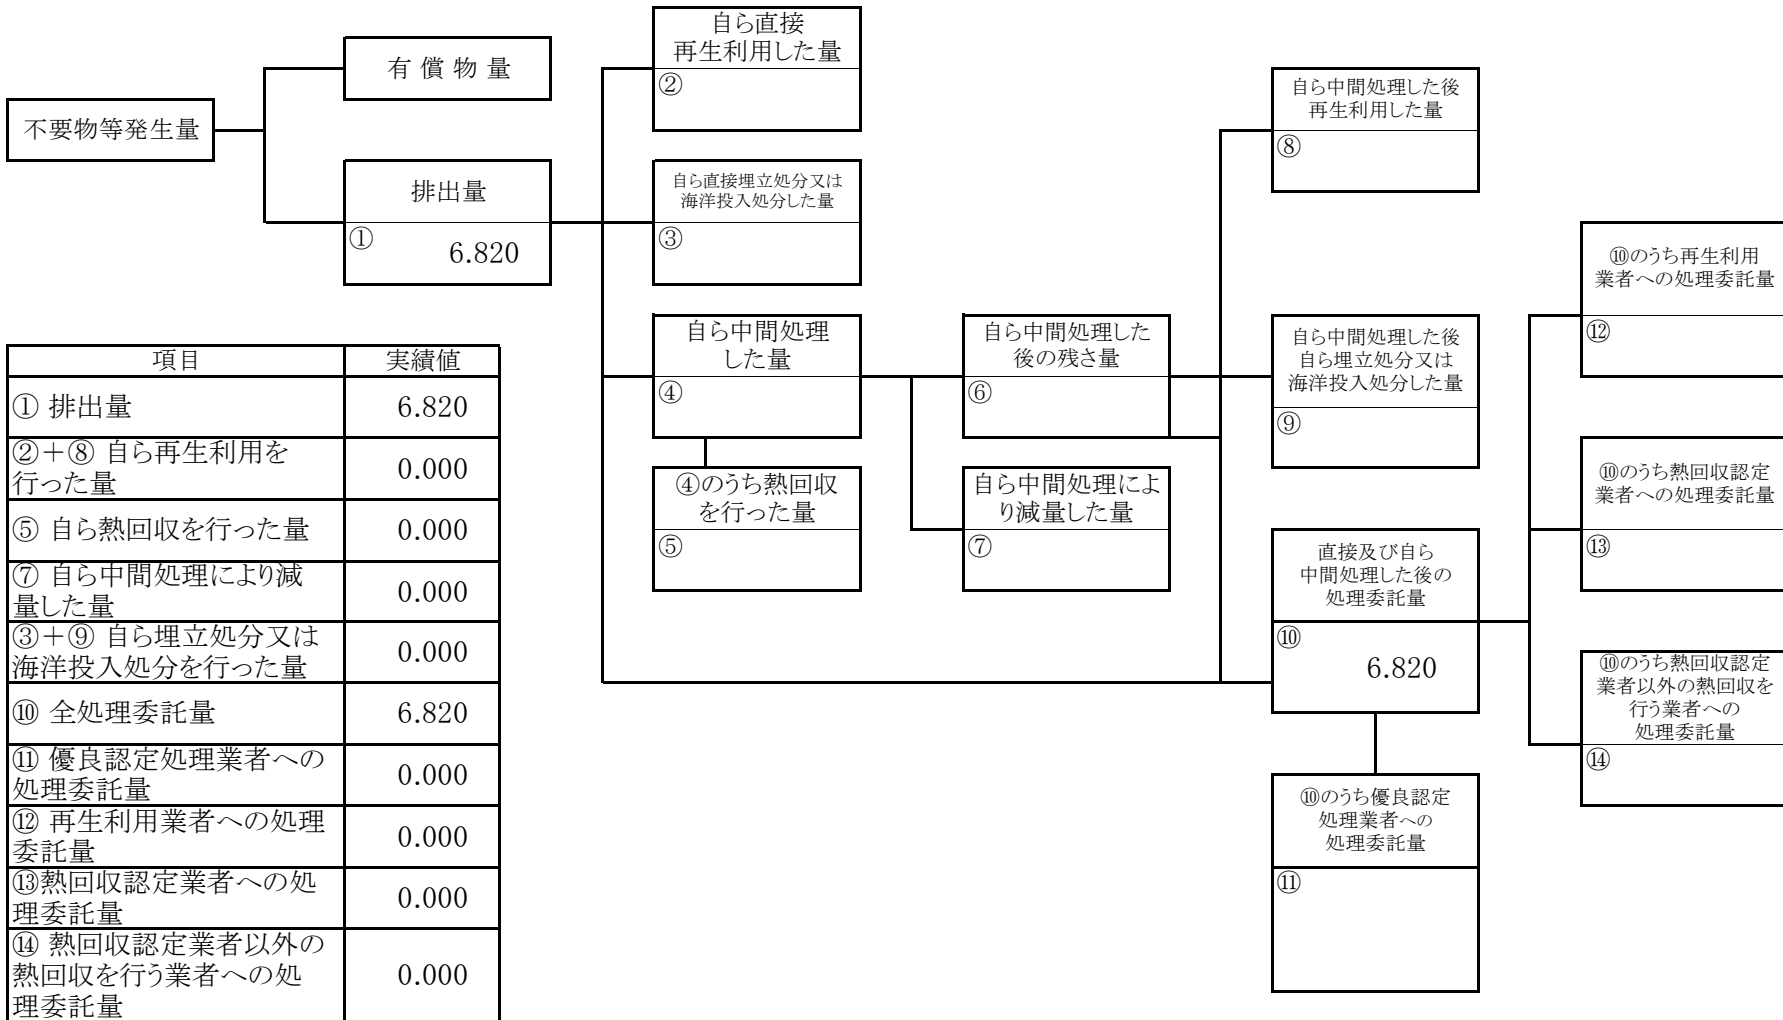 不要物等発生量
有 償 物 量
排出量
①
6.820
自ら直接
再生利用した量
②
自ら直接埋立処分又は
海洋投入処分した量
③
自ら中間処理
した量
④
④のうち熱回収
を行った量
⑤
自ら中間処理した
後の残さ量
⑥
自ら中間処理によ
り減量した量
⑦
自ら中間処理した後
再生利用した量
⑧
自ら中間処理した後
自ら埋立処分又は
海洋投入処分した量
⑨
直接及び自ら
中間処理した後の
処理委託量
⑩
6.820
⑩のうち優良認定
処理業者への
処理委託量
⑪
⑩のうち再生利用
業者への処理委託量
⑫
⑩のうち熱回収認定
業者への処理委託量
⑬
⑩のうち熱回収認定
業者以外の熱回収を
行う業者への
処理委託量
⑭
項目 実績値
① 排出量 6.820
②+⑧ 自ら再生利用を
行った量 0.000
⑤ 自ら熱回収を行った量 0.000
⑦ 自ら中間処理により減
量した量 0.000
③+⑨ 自ら埋立処分又は
海洋投入処分を行った量 0.000
⑩ 全処理委託量 6.820
⑪ 優良認定処理業者への
処理委託量 0.000
⑫ 再生利用業者への処理
委託量 0.000
⑬熱回収認定業者への処
理委託量 0.000
⑭ 熱回収認定業者以外の
熱回収を行う業者への処 0.000
理委託量